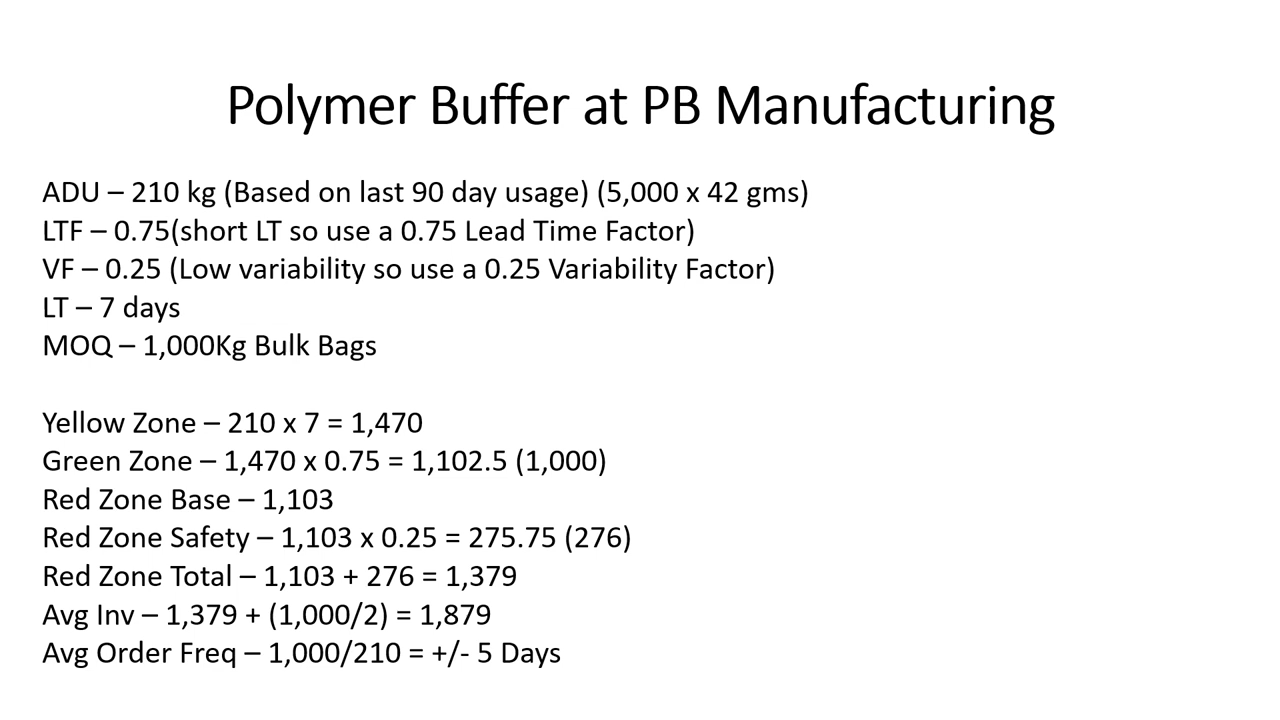 Polymer Buffer at PB Manufacturing
ADU – 210 kg (Based on last 90 day usage) (5,000 x 42 gms)
LTF – 0.75(short LT so use a 0.75 Lead Time Factor)
VF – 0.25 (Low variability so use a 0.25 Variability Factor)
LT – 7 days
MOQ – 1,000Kg Bulk Bags
Yellow Zone – 210 x 7 = 1,470
Green Zone – 1,470 x 0.75 = 1,102.5 (1,000)
Red Zone Base – 1,103
Red Zone Safety – 1,103 x 0.25 = 275.75 (276)
Red Zone Total – 1,103 + 276 = 1,379
Avg Inv – 1,379 + (1,000/2) = 1,879
Avg Order Freq – 1,000/210 = +/- 5 Days